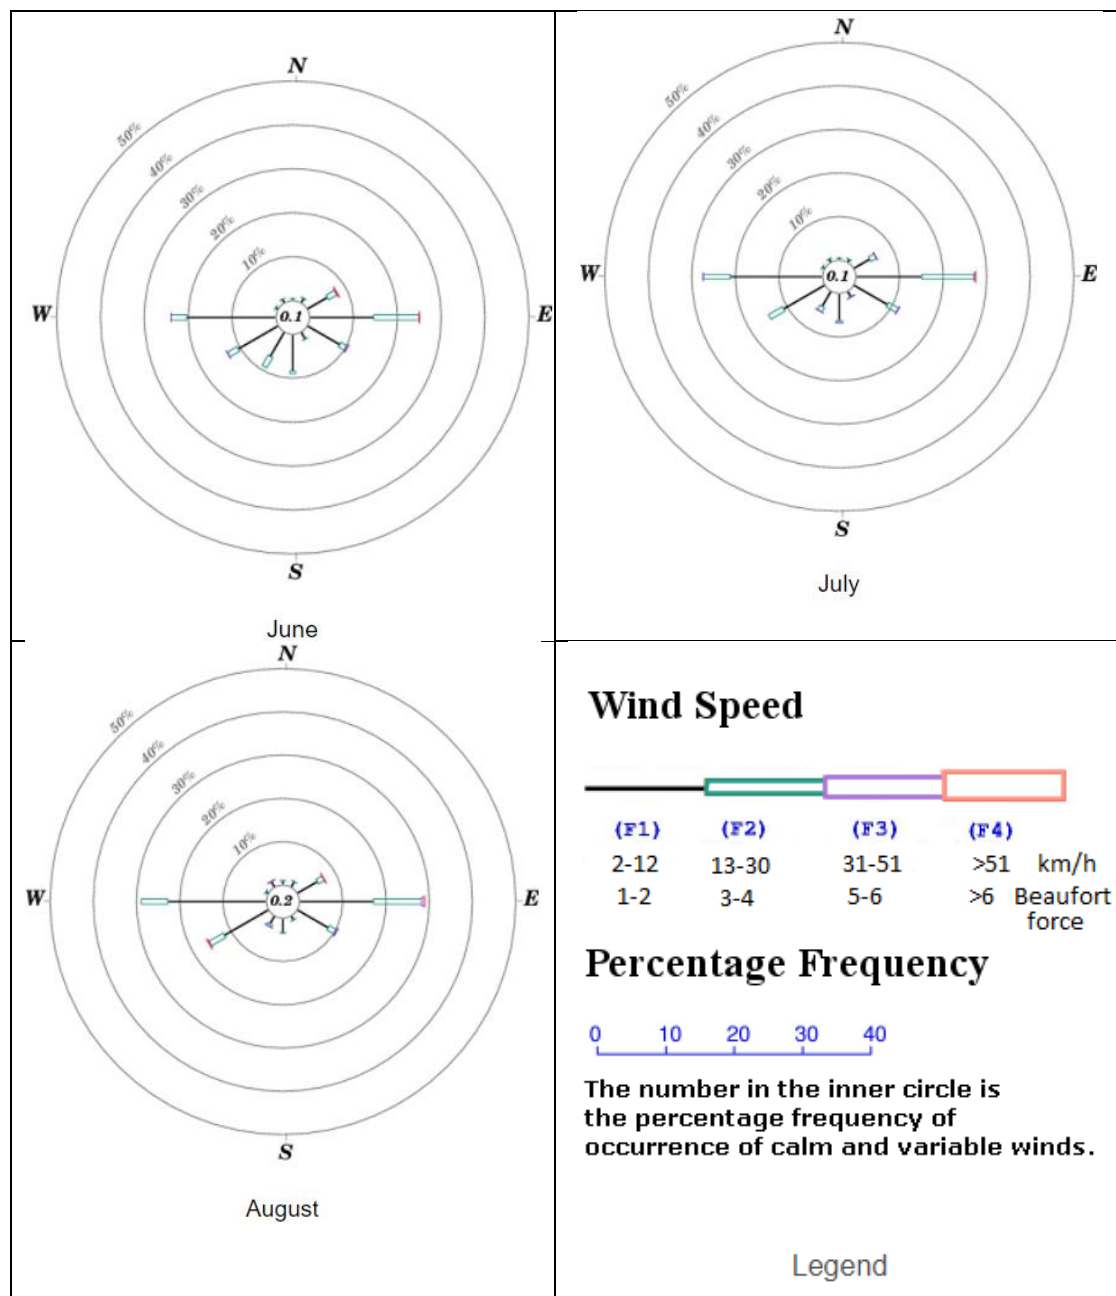 N
50%
40%
30%
20%
10%
W
0.1
E
S
June
N
50%
40%
30%
20%
10%
W
0.1
E
S
July
N
50%
40%
30%
20%
10%
W
0.2
E
S
August
Wind Speed
(F1) (F2) (F3) (F4)
2-12 13-30 31-51 >51 km/h
1-2 3-4 5-6 >6 Beaufort
force
Percentage Frequency
0 10 20 30 40
The number in the inner circle is
the percentage frequency of
occurrence of calm and variable winds.
Legend